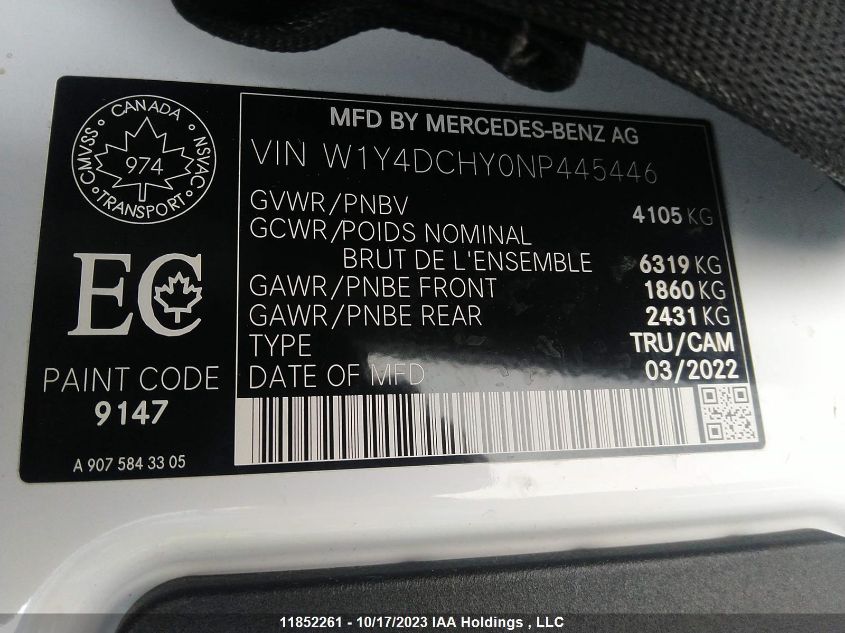 CANADA
CMVSS
NSVAC
974
TRANSPORT
EC
PAINT CODE
9147
A 907 584 33 05
MFD BY MERCEDES-BENZ AG
VIN W1Y4DCHY0NP445446
GVWR/PNBV 4105 KG
GCWR/POIDS NOMINAL
BRUT DE L'ENSEMBLE 6319 KG
GAWR/PNBE FRONT 1860 KG
GAWR/PNBE REAR 2431 KG
TYPE TRU/CAM
DATE OF MFD 03/2022
11852261 - 10/17/2023 IAA Holdings , LLC